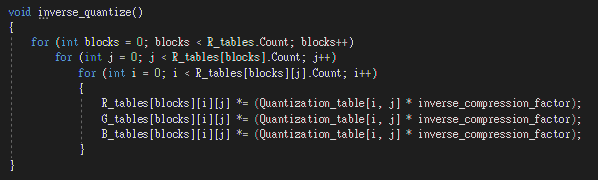 void inverse_quantize()
{
for (int blocks = 0; blocks < R_tables.Count; blocks++)
for (int j = 0; j < R_tables[blocks].Count; j++)
for (int i = 0; i < R_tables[blocks][j].Count; i++)
{
R_tables[blocks][i][j] *= (Quantization_table[i, j] * inverse_compression_factor);
G_tables[blocks][i][j] *= (Quantization_table[i, j] * inverse_compression_factor);
B_tables[blocks][i][j] *= (Quantization_table[i, j] * inverse_compression_factor);
}
}